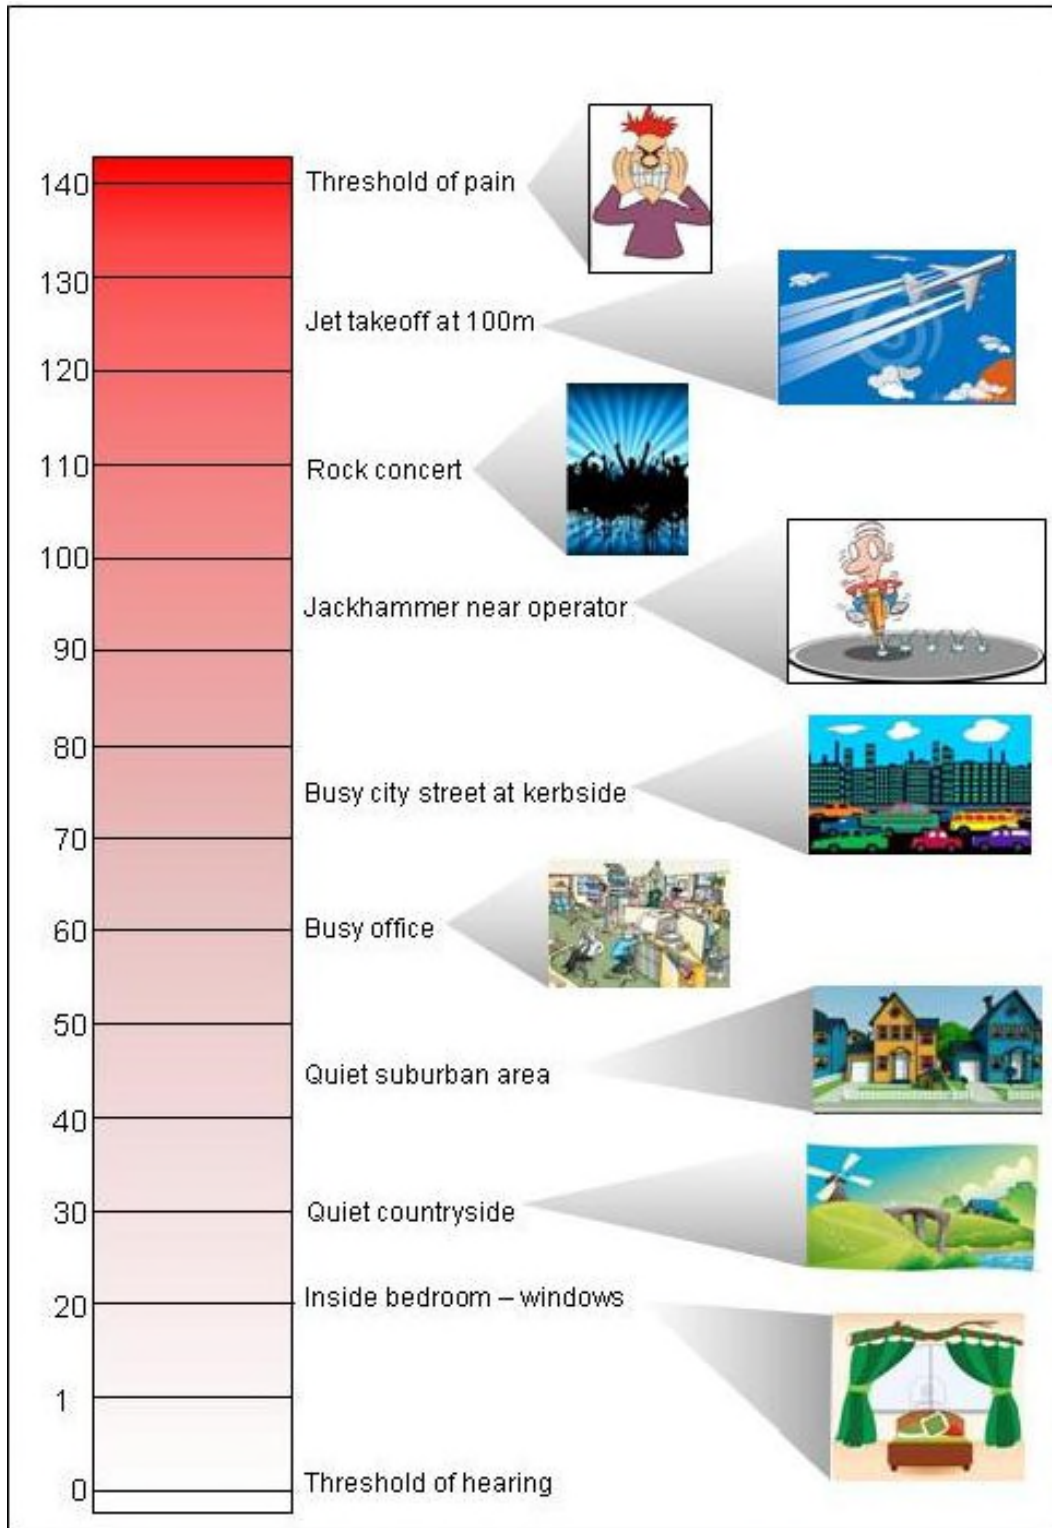 140
Threshold of pain
130
Jet takeoff at 100m
120
110
Rock concert
100
Jackhammer near operator
90
80
Busy city street at kerbside
70
60
Busy office
50
Quiet suburban area
40
30
Quiet countryside
20
Inside bedroom – windows
1
0
Threshold of hearing